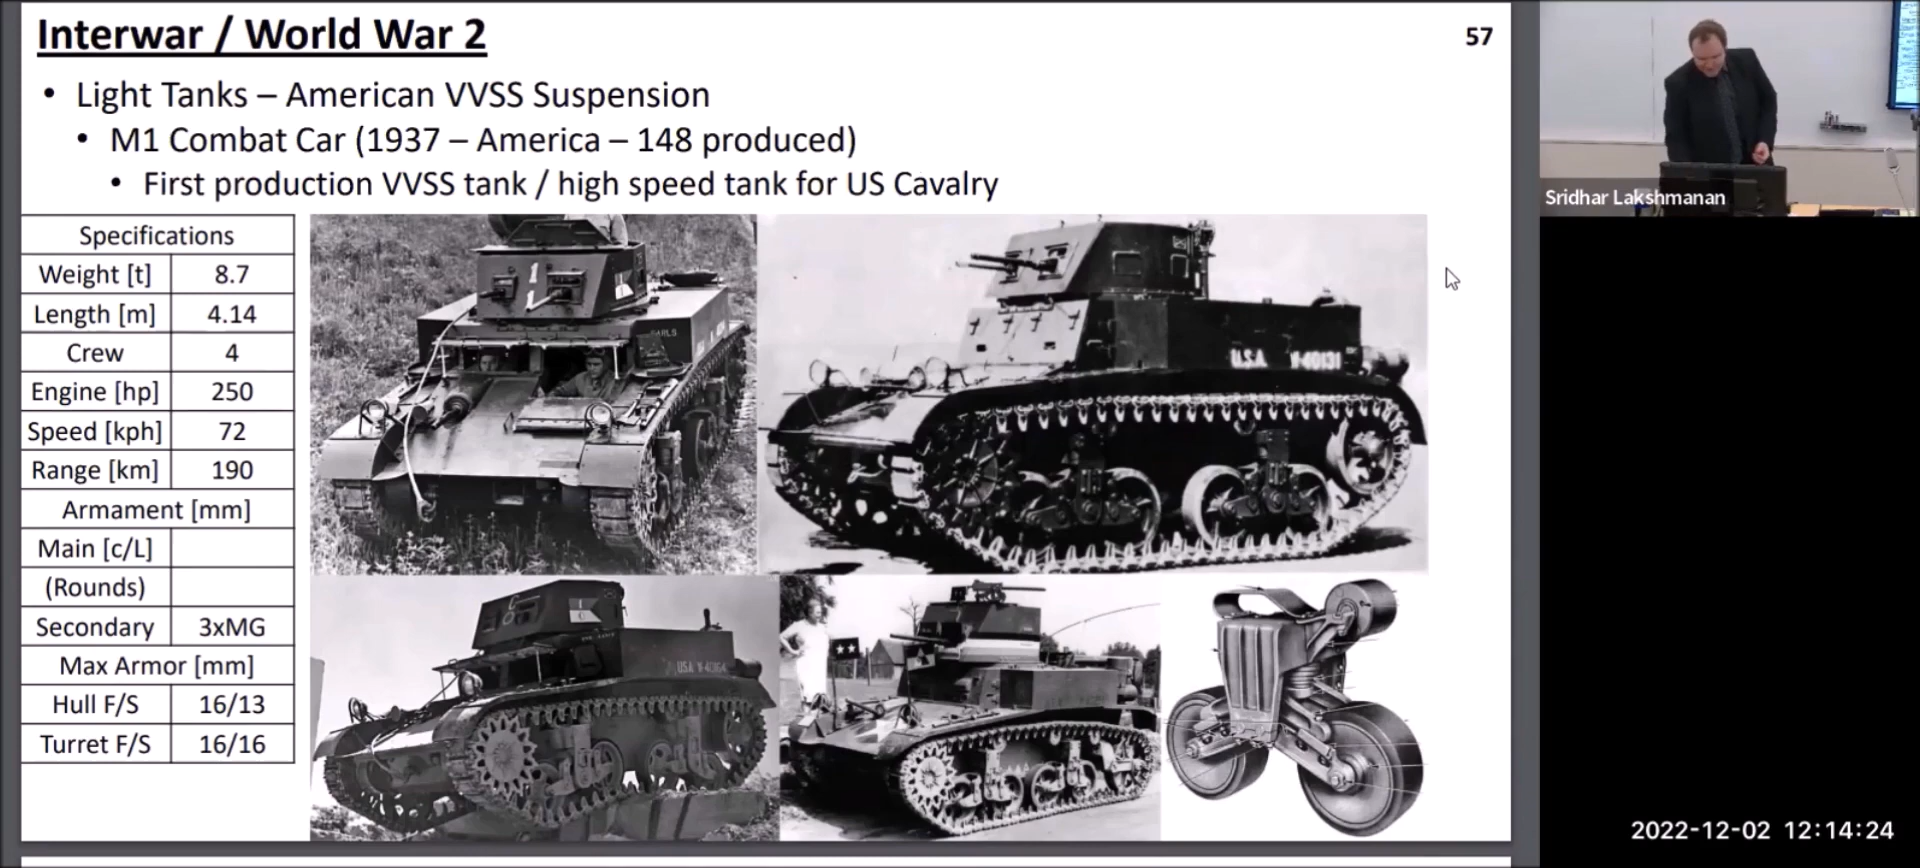 Interwar / World War 2
57
• Light Tanks – American VVSS Suspension
• M1 Combat Car (1937 – America – 148 produced)
• First production VVSS tank / high speed tank for US Cavalry
Specifications
Weight [t] 8.7
Length [m] 4.14
Crew 4
Engine [hp] 250
Speed [kph] 72
Range [km] 190
Armament [mm]
Main [c/L]
(Rounds)
Secondary 3xMG
Max Armor [mm]
Hull F/S 16/13
Turret F/S 16/16
1
U.S.A. W-40131
Sridhar Lakshmanan
2022-12-02 12:14:24